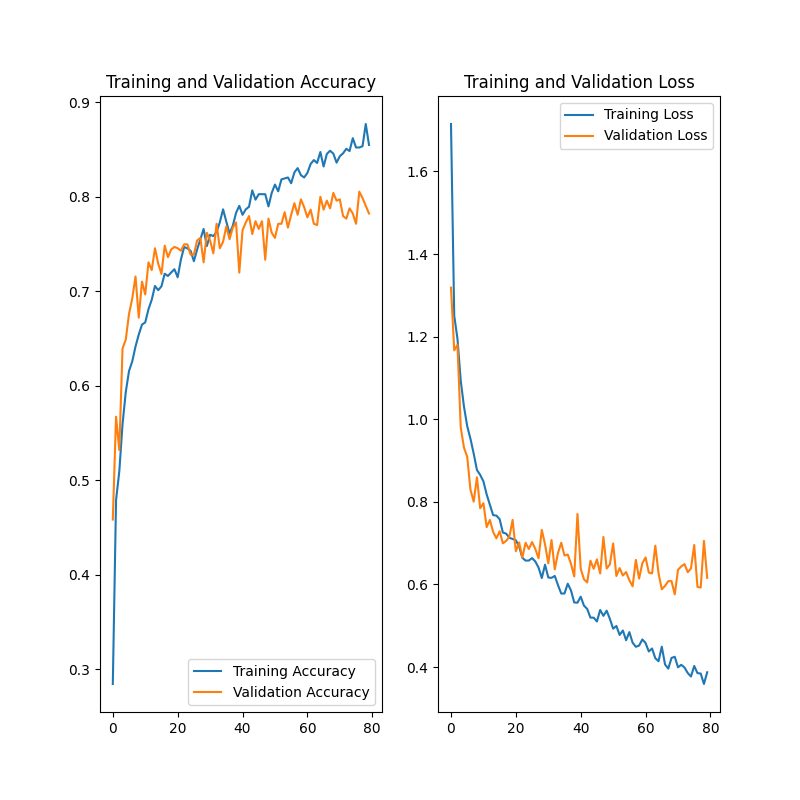 Training and Validation Accuracy
0.9
0.8
0.7
0.6
0.5
0.4
0.3
Training Accuracy
Validation Accuracy
0 20 40 60 80
Training and Validation Loss
Training Loss
Validation Loss
1.6
1.4
1.2
1.0
0.8
0.6
0.4
0 20 40 60 80